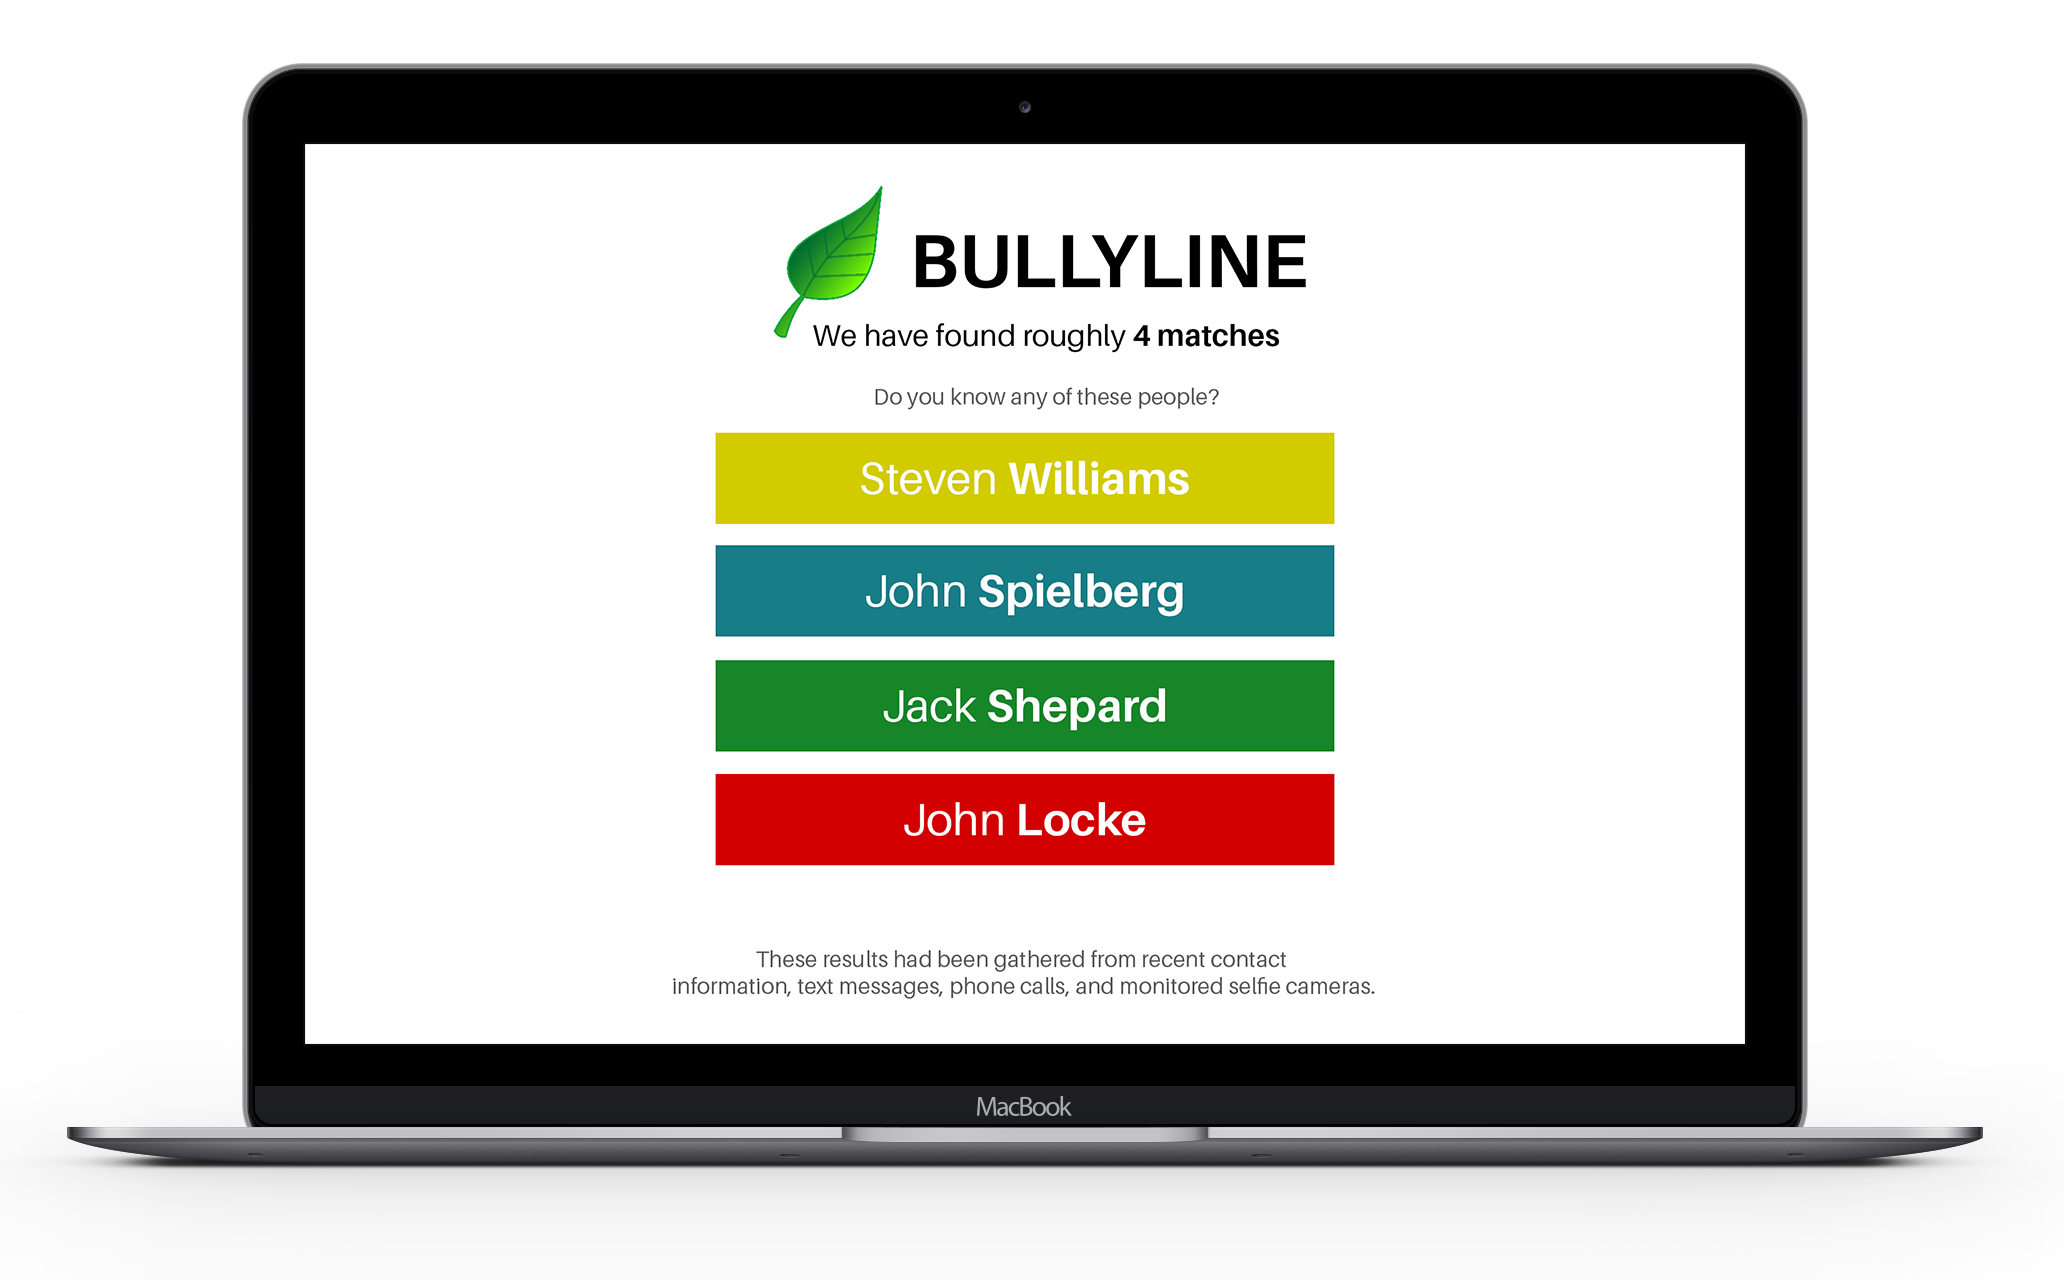 BULLYLINE
We have found roughly 4 matches
Do you know any of these people?
Steven Williams
John Spielberg
Jack Shepard
John Locke
These results had been gathered from recent contact
information, text messages, phone calls, and monitored selfie cameras.
MacBook